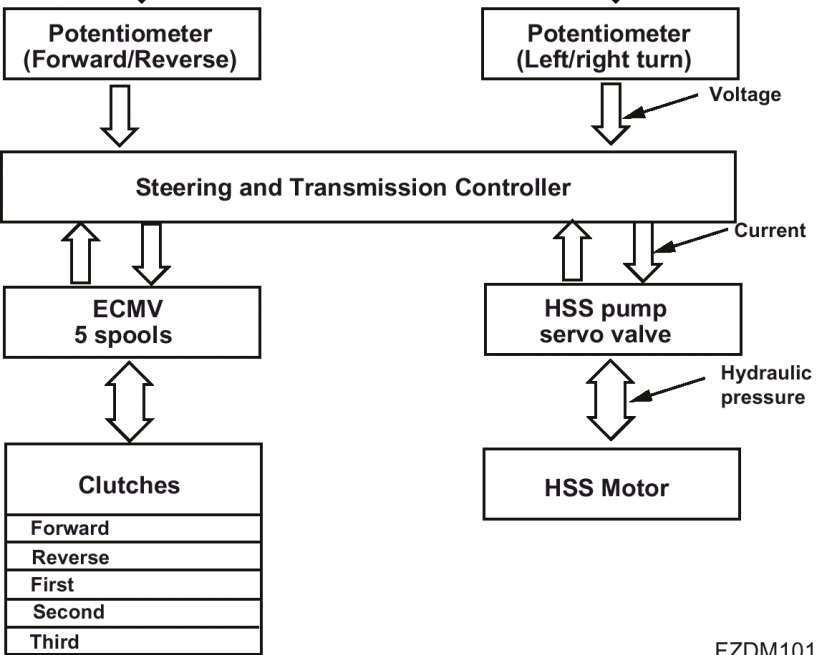 Potentiometer
(Forward/Reverse)
Potentiometer
(Left/right turn)
Voltage
Steering and Transmission Controller
Current
ECMV
5 spools
HSS pump
servo valve
Hydraulic
pressure
Clutches
HSS Motor
Forward
Reverse
First
Second
Third
FZDM101